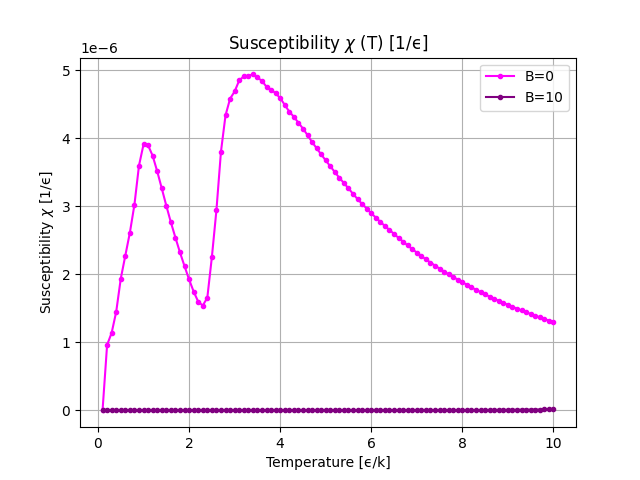 Susceptibility χ (T) [1/ϵ]
1e−6
B=0
B=10
5
4
3
2
1
0
Susceptibility χ [1/ϵ]
0 2 4 6 8 10
Temperature [ϵ/k]